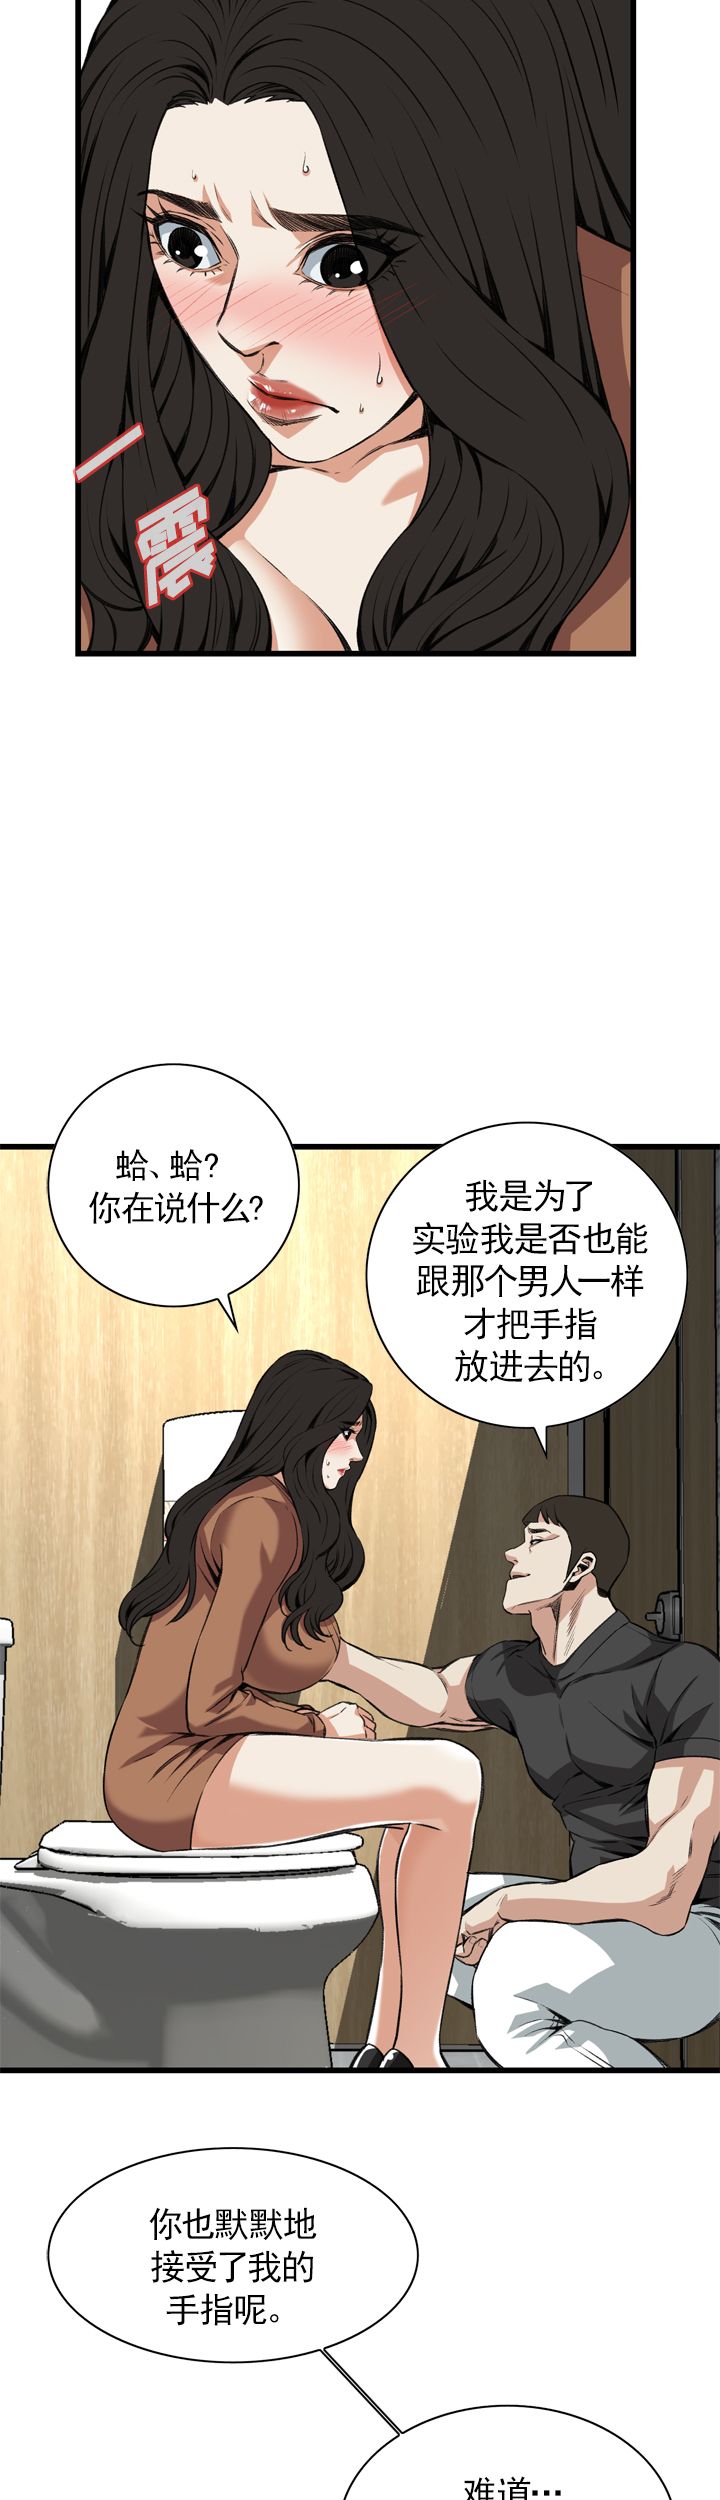 一震
蛤、蛤?
你在说什么?
我是为了
实验我是否也能
跟那个男人一样
才把手指
放进去的。
你也默默地
接受了我的
手指呢。
难道…